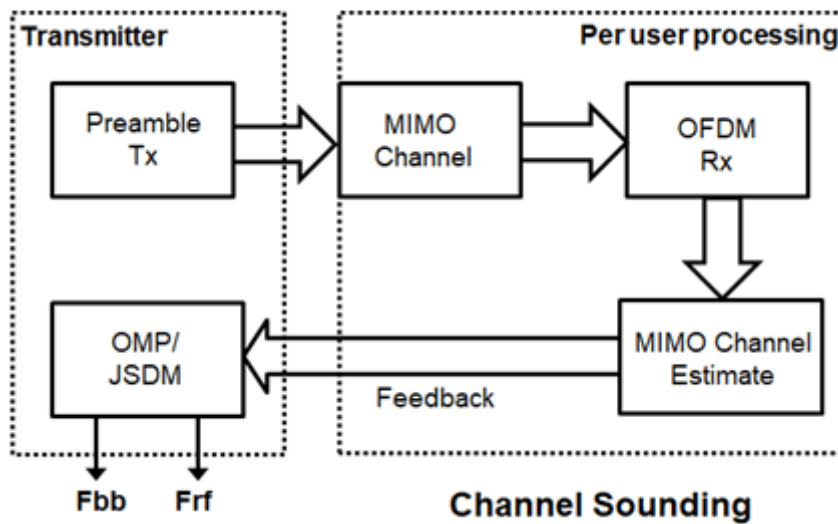 Transmitter
Per user processing
Preamble
Tx
MIMO
Channel
OFDM
Rx
OMP/
JSDM
MIMO Channel
Estimate
Feedback
Fbb
Frf
Channel Sounding